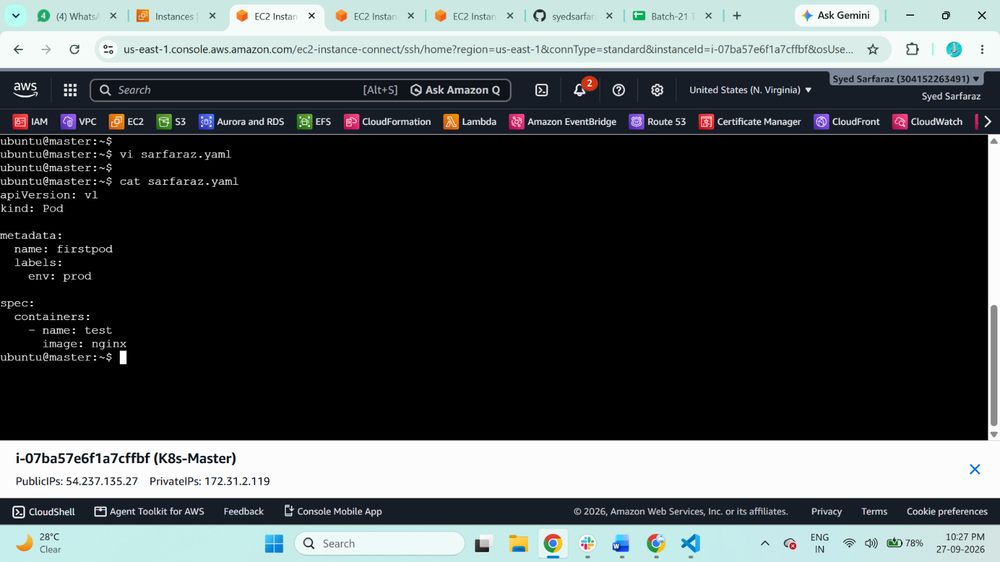 4
(4) WhatsA
Instances |
EC2 Instan
EC2 Instan
EC2 Instan
syedsarfara
Batch-21 T
Ask Gemini
us-east-1.console.aws.amazon.com/ec2-instance-connect/ssh/home?region=us-east-1&connType=standard&instanceId=i-07ba57e6f1a7cffbf&osUse...
aws
Search
[Alt+S]
Ask Amazon Q
2
United States (N. Virginia) ▼
Syed Sarfaraz (304152263491) ▼
Syed Sarfaraz
IAM
VPC
EC2
S3
Aurora and RDS
EFS
CloudFormation
Lambda
Amazon EventBridge
Route 53
Certificate Manager
CloudFront
CloudWatch
ubuntu@master:~$
ubuntu@master:~$ vi sarfaraz.yaml
ubuntu@master:~$
ubuntu@master:~$ cat sarfaraz.yaml
apiVersion: v1
kind: Pod
metadata:
  name: firstpod
  labels:
    env: prod
spec:
  containers:
    - name: test
      image: nginx
ubuntu@master:~$
i-07ba57e6f1a7cffbf (K8s-Master)
PublicIPs: 54.237.135.27    PrivateIPs: 172.31.2.119
CloudShell
Agent Toolkit for AWS
Feedback
Console Mobile App
© 2026, Amazon Web Services, Inc. or its affiliates.
Privacy
Terms
Cookie preferences
28°C
Clear
Search
ENG
IN
78%
10:27 PM
27-09-2026